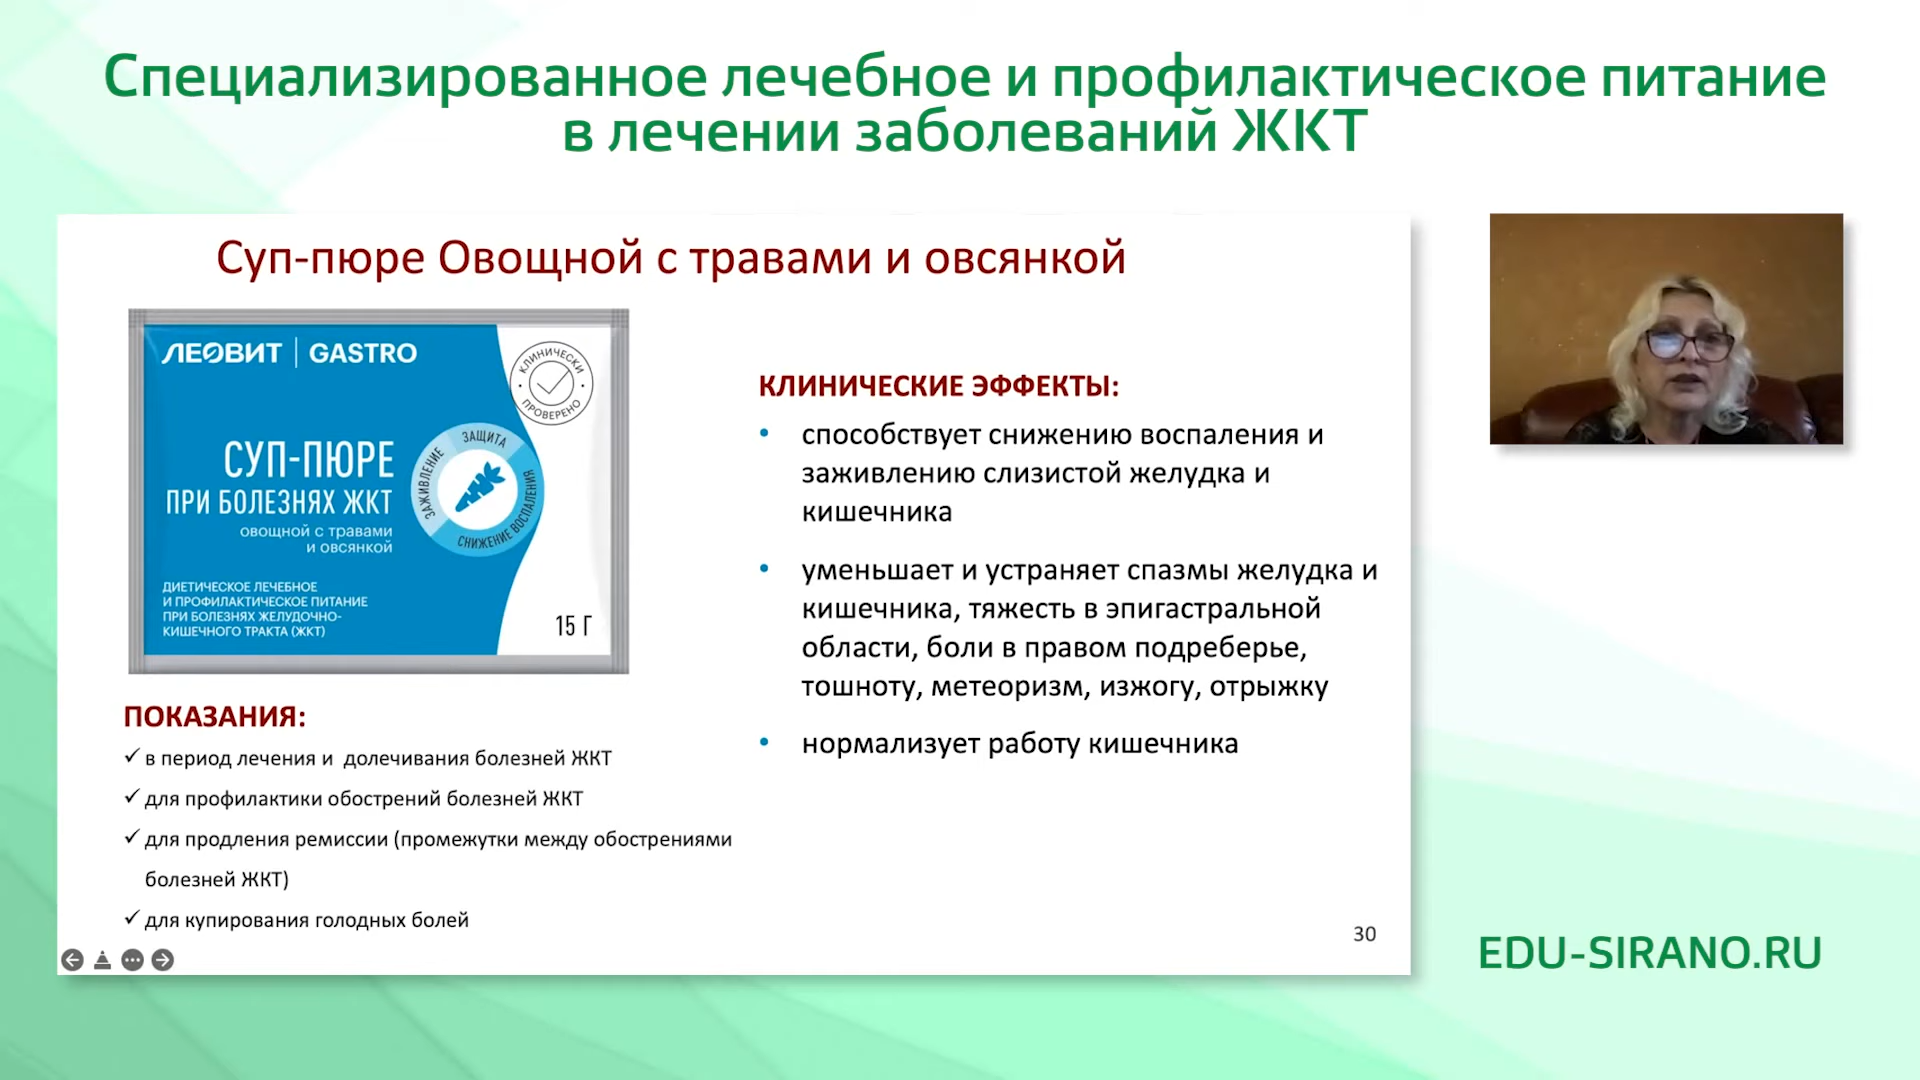 Специализированное лечебное и профилактическое питание
в лечении заболеваний ЖКТ
Суп-пюре Овощной с травами и овсянкой
ЛЕОВИТ | GASTRO
КЛИНИЧЕСКИ
ПРОВЕРЕНО
СУП-ПЮРЕ
ПРИ БОЛЕЗНЯХ ЖКТ
овощной с травами
и овсянкой
ЗАЩИТА
ЗАЖИВЛЕНИЕ
СНИЖЕНИЕ ВОСПАЛЕНИЯ
ДИЕТИЧЕСКОЕ ЛЕЧЕБНОЕ
И ПРОФИЛАКТИЧЕСКОЕ ПИТАНИЕ
ПРИ БОЛЕЗНЯХ ЖЕЛУДОЧНО-
КИШЕЧНОГО ТРАКТА (ЖКТ)
15 Г
ПОКАЗАНИЯ:
✓ в период лечения и долечивания болезней ЖКТ
✓ для профилактики обострений болезней ЖКТ
✓ для продления ремиссии (промежутки между обострениями
болезней ЖКТ)
✓ для купирования голодных болей
КЛИНИЧЕСКИЕ ЭФФЕКТЫ:
• способствует снижению воспаления и
заживлению слизистой желудка и
кишечника
• уменьшает и устраняет спазмы желудка и
кишечника, тяжесть в эпигастральной
области, боли в правом подреберье,
тошноту, метеоризм, изжогу, отрыжку
• нормализует работу кишечника
30
EDU-SIRANO.RU